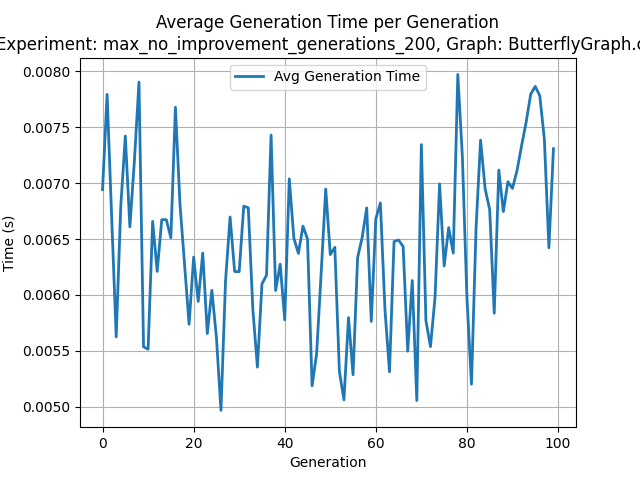 Average Generation Time per Generation
Experiment: max_no_improvement_generations_200, Graph: ButterflyGraph.
Avg Generation Time
0.0080
0.0075
0.0070
0.0065
0.0060
0.0055
0.0050
Time (s)
0 20 40 60 80 100
Generation